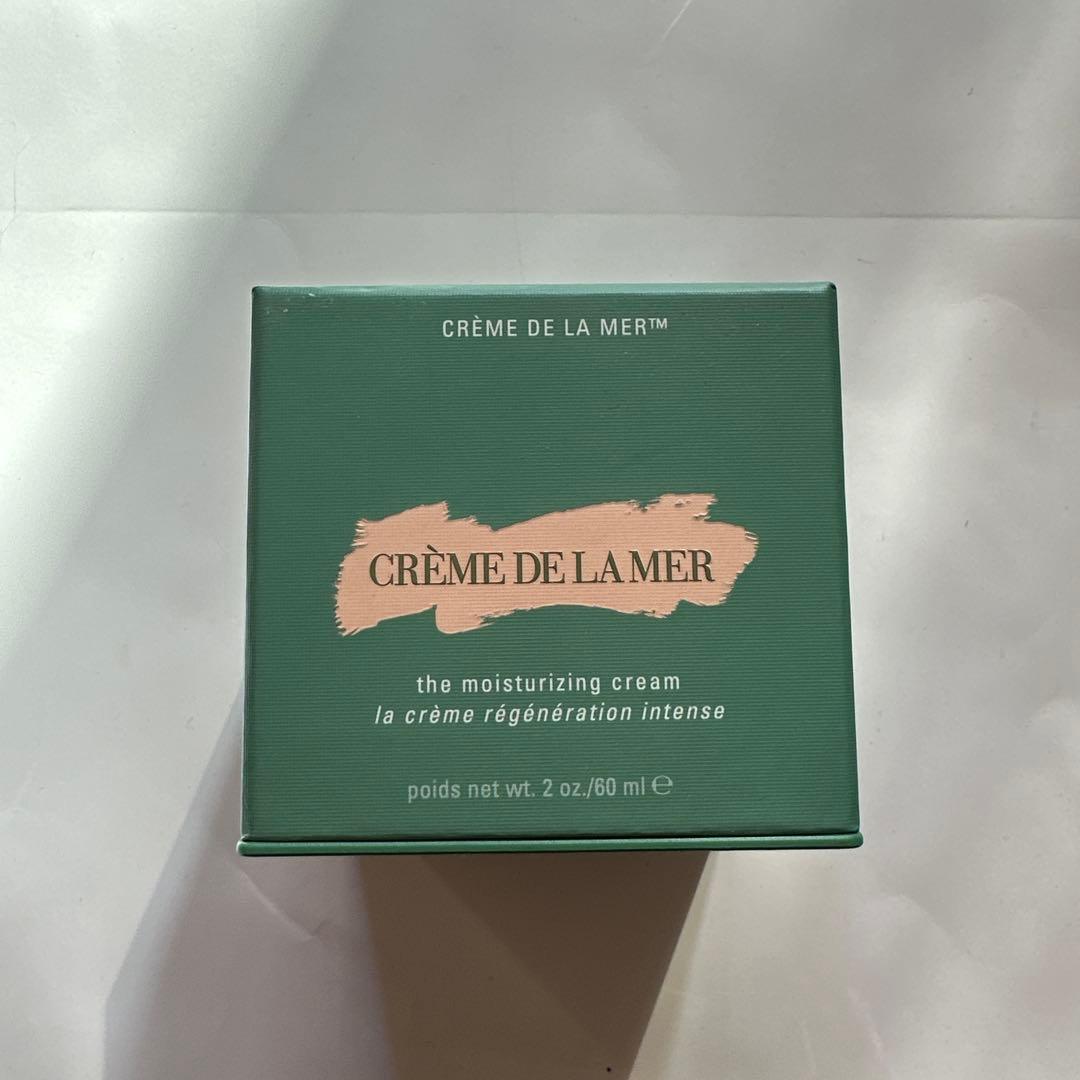 CRÈME DE LA MER™
CRÈME DE LA MER
the moisturizing cream
la crème régénération intense
poids net wt. 2 oz./60 ml ℮